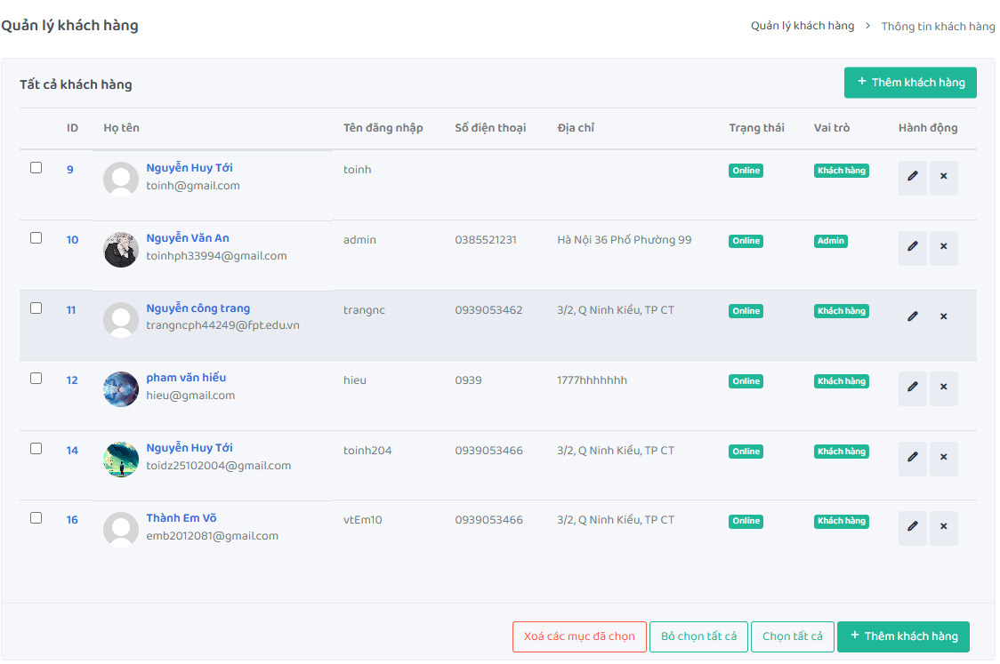 Quản lý khách hàng
Quản lý khách hàng > Thông tin khách hàng
Tất cả khách hàng
+ Thêm khách hàng
ID Họ tên Tên đăng nhập Số điện thoại Địa chỉ Trạng thái Vai trò Hành động
9 Nguyễn Huy Tới toinh Online Khách hàng
toinh@gmail.com
10 Nguyễn Văn An admin 0385521231 Hà Nội 36 Phố Phường 99 Online Admin
toinhph33994@gmail.com
11 Nguyễn công trang trangnc 0939053462 3/2, Q Ninh Kiều, TP CT Online Khách hàng
trangncph44249@fpt.edu.vn
12 pham văn hiếu hieu 0939 1777hhhhhhh Online Khách hàng
hieu@gmail.com
14 Nguyễn Huy Tới toinh204 0939053466 3/2, Q Ninh Kiều, TP CT Online Khách hàng
toidz25102004@gmail.com
16 Thành Em Võ vtEm10 0939053466 3/2, Q Ninh Kiều, TP CT Online Khách hàng
emb2012081@gmail.com
Xoá các mục đã chọn Bỏ chọn tất cả Chọn tất cả + Thêm khách hàng